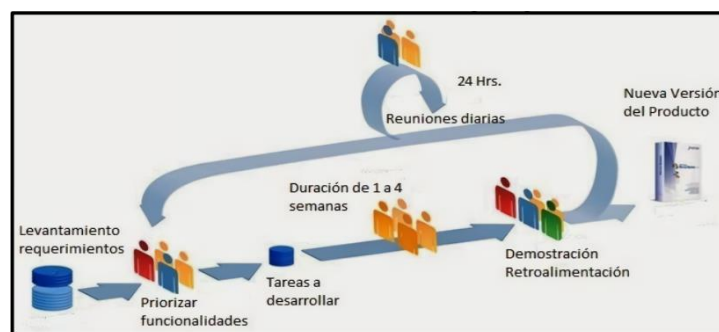 24 Hrs.
Reuniones diarias
Nueva Versión
del Producto
Duración de 1 a 4
semanas
Levantamiento
requerimientos
Priorizar
funcionalidades
Tareas a
desarrollar
Demostración
Retroalimentación